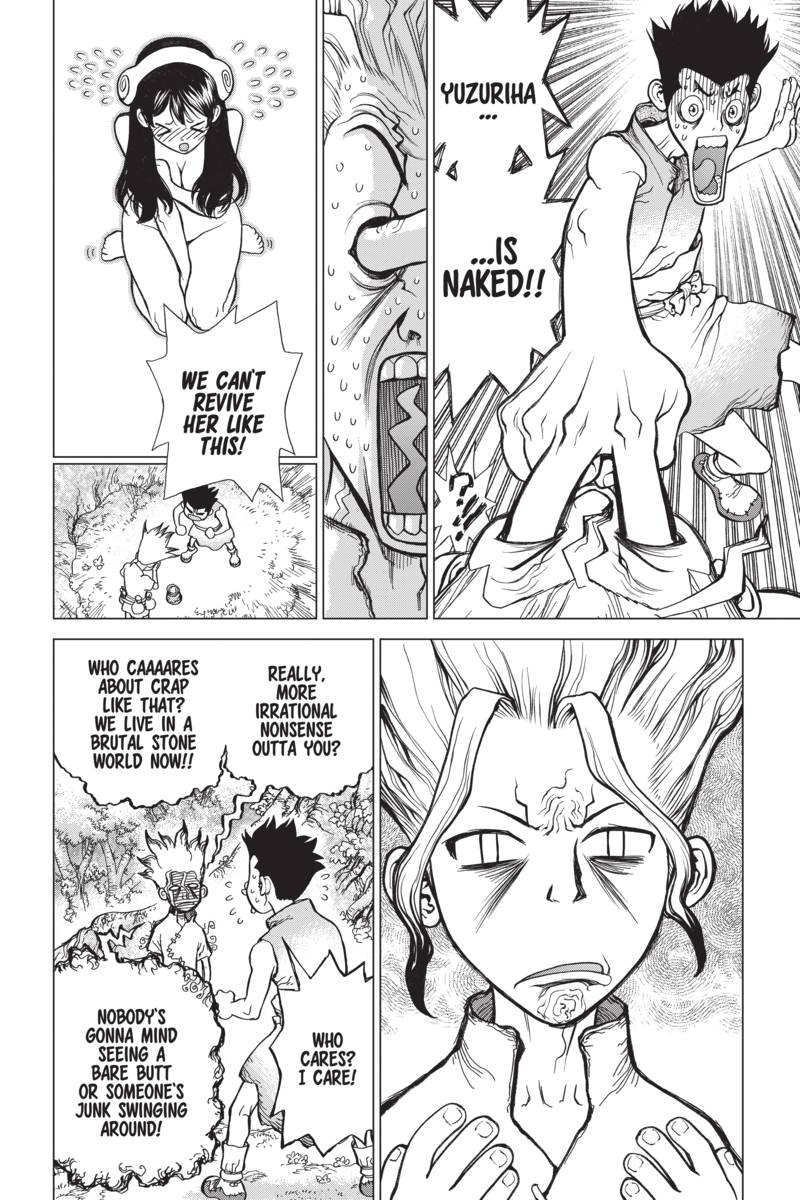 YUZURIHA
...
...IS
NAKED!!
?
WE CAN'T
REVIVE
HER LIKE
THIS!
REALLY,
MORE
IRRATIONAL
NONSENSE
OUTTA YOU?
WHO CAAAARES
ABOUT CRAP
LIKE THAT?
WE LIVE IN A
BRUTAL STONE
WORLD NOW!!
WHO
CARES?
I CARE!
NOBODY'S
GONNA MIND
SEEING A
BARE BUTT
OR SOMEONE'S
JUNK SWINGING
AROUND!